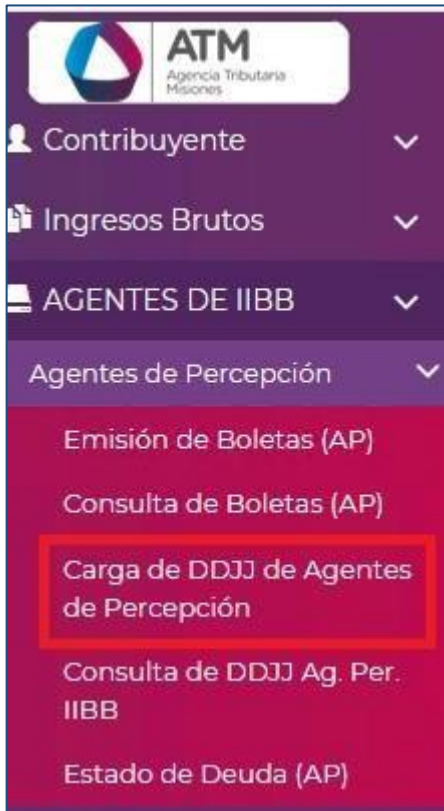 ATM
Agencia Tributaria
Misiones
Contribuyente
Ingresos Brutos
AGENTES DE IIBB
Agentes de Percepción
Emisión de Boletas (AP)
Consulta de Boletas (AP)
Carga de DDJJ de Agentes
de Percepción
Consulta de DDJJ Ag. Per.
IIBB
Estado de Deuda (AP)